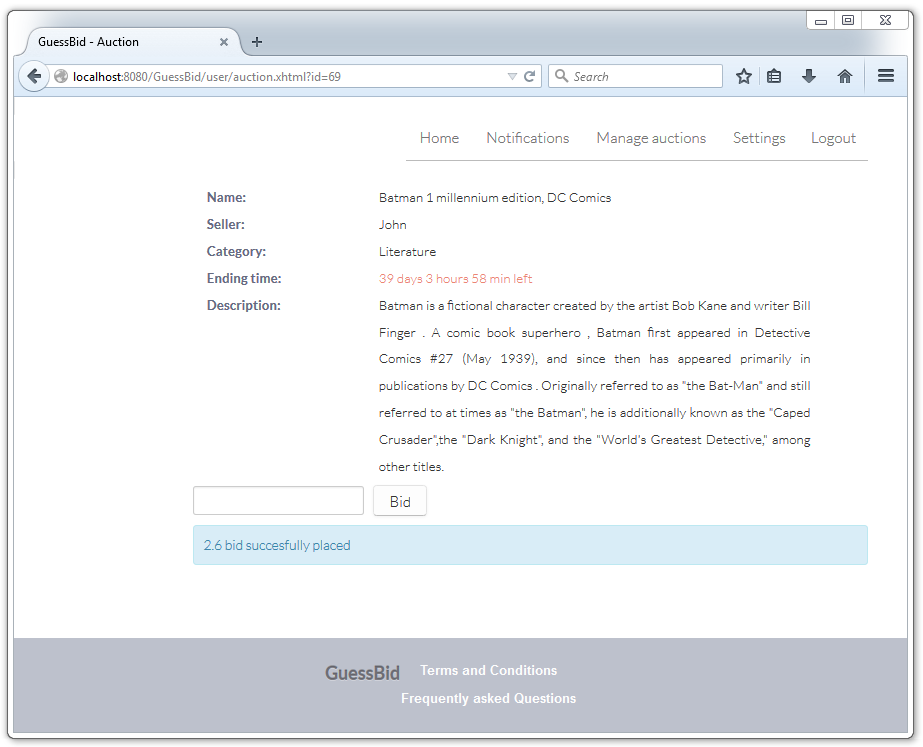 GuessBid - Auction
localhost:8080/GuessBid/user/auction.xhtml?id=69
Search
Home Notifications Manage auctions Settings Logout
Name: Batman 1 millennium edition, DC Comics
Seller: John
Category: Literature
Ending time: 39 days 3 hours 58 min left
Description: Batman is a fictional character created by the artist Bob Kane and writer Bill
Finger . A comic book superhero , Batman first appeared in Detective
Comics #27 (May 1939), and since then has appeared primarily in
publications by DC Comics . Originally referred to as "the Bat-Man" and still
referred to at times as "the Batman", he is additionally known as the "Caped
Crusader",the "Dark Knight", and the "World's Greatest Detective," among
other titles.
Bid
2.6 bid succesfully placed
GuessBid Terms and Conditions
Frequently asked Questions